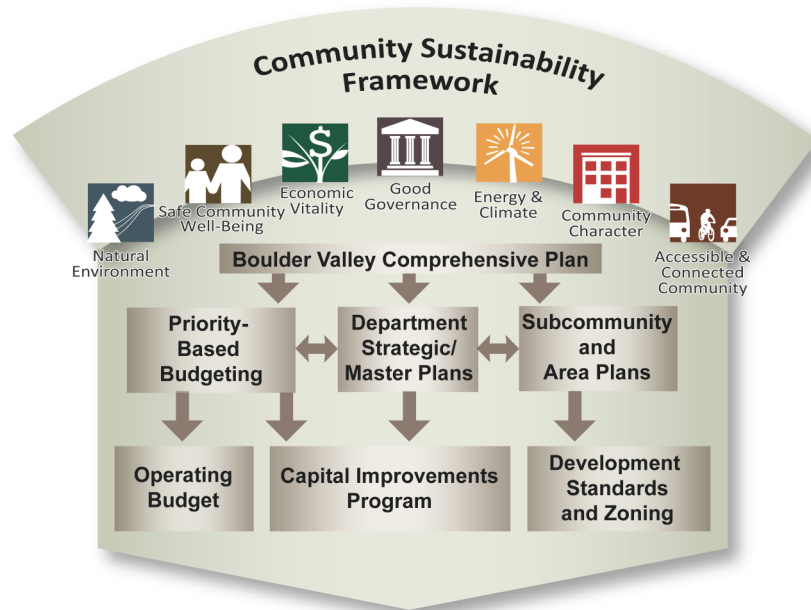 Community Sustainability
Framework
Natural
Environment
Safe Community
Well-Being
Economic
Vitality
Good
Governance
Energy &
Climate
Community
Character
Accessible &
Connected
Community
Boulder Valley Comprehensive Plan
Priority-
Based
Budgeting
Department
Strategic/
Master Plans
Subcommunity
and
Area Plans
Operating
Budget
Capital Improvements
Program
Development
Standards
and Zoning